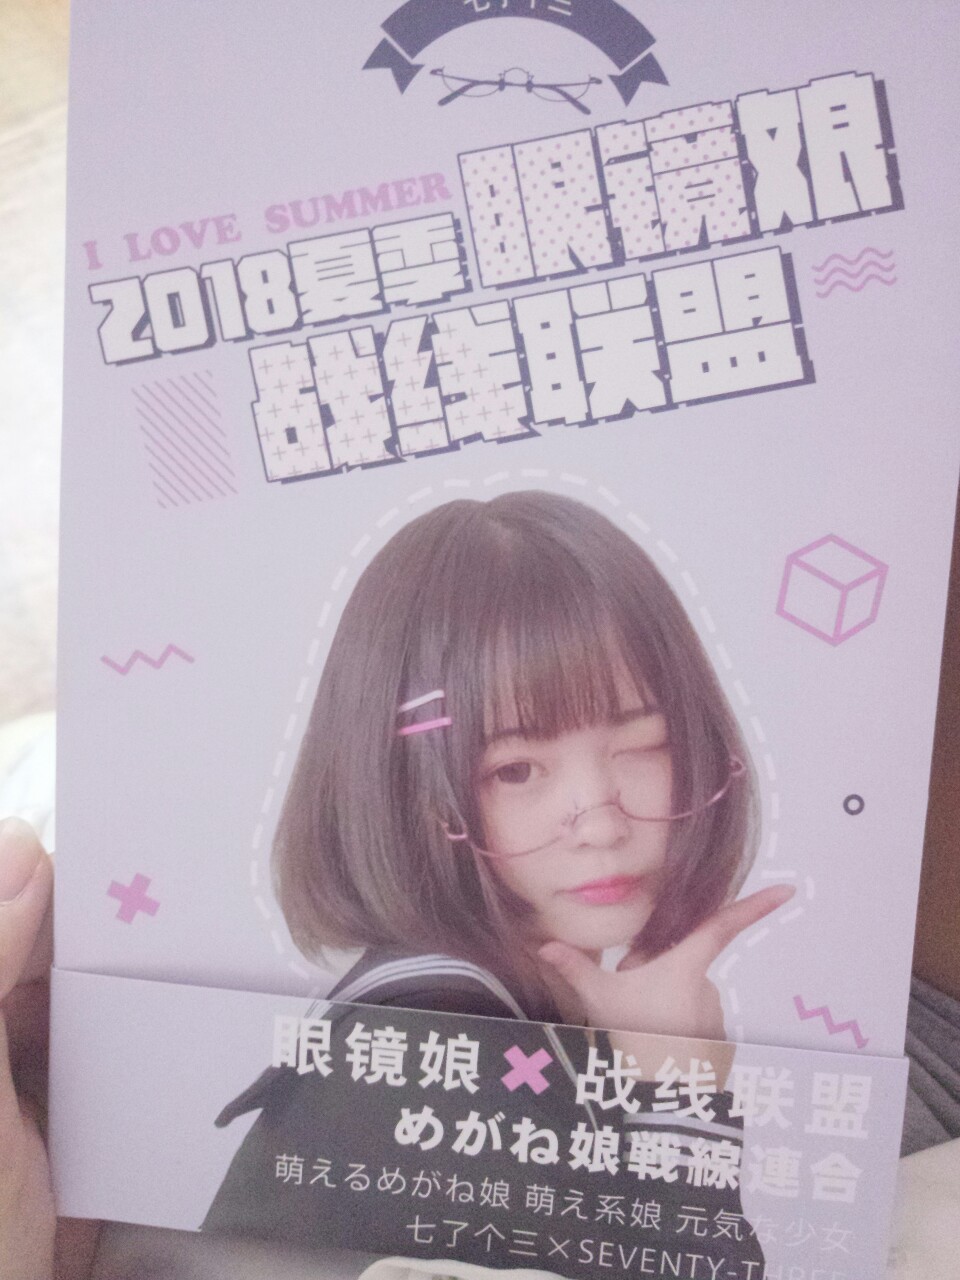 七了个三
I LOVE SUMMER
2018夏季眼镜娘
战线联盟
眼镜娘×战线联盟
めがね娘戦線連合
萌えるめがね娘 萌え系娘 元気な少女
七了个三×SEVENTY-THREE